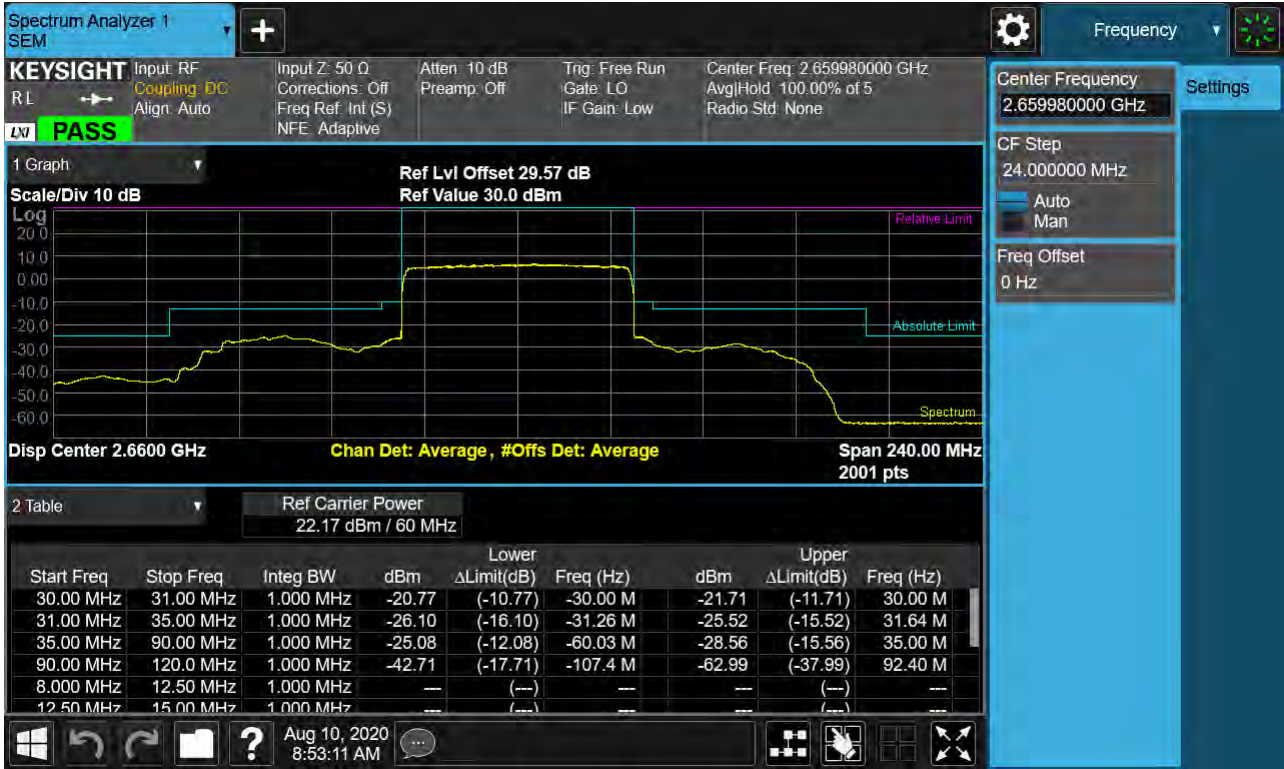 Spectrum Analyzer 1
SEM
Frequency
KEYSIGHT
R L
LXI PASS
Input: RF
Coupling: DC
Align: Auto
Input Z: 50 Ω
Corrections: Off
Freq Ref: Int (S)
NFE: Adaptive
Atten: 10 dB
Preamp: Off
Trig: Free Run
Gate: LO
IF Gain: Low
Center Freq: 2.659980000 GHz
Avg|Hold: 100.00% of 5
Radio Std: None
Center Frequency
2.659980000 GHz
Settings
CF Step
24.000000 MHz
Auto
Man
Freq Offset
0 Hz
1 Graph
Scale/Div 10 dB
Ref Lvl Offset 29.57 dB
Ref Value 30.0 dBm
Log
20.0
10.0
0.00
-10.0
-20.0
-30.0
-40.0
-50.0
-60.0
Relative Limit
Absolute Limit
Spectrum
Disp Center 2.6600 GHz
Chan Det: Average , #Offs Det: Average
Span 240.00 MHz
2001 pts
2 Table
Ref Carrier Power
22.17 dBm / 60 MHz
Lower Upper
Start Freq Stop Freq Integ BW dBm ΔLimit(dB) Freq (Hz) dBm ΔLimit(dB) Freq (Hz)
30.00 MHz 31.00 MHz 1.000 MHz -20.77 (-10.77) -30.00 M -21.71 (-11.71) 30.00 M
31.00 MHz 35.00 MHz 1.000 MHz -26.10 (-16.10) -31.26 M -25.52 (-15.52) 31.64 M
35.00 MHz 90.00 MHz 1.000 MHz -25.08 (-12.08) -60.03 M -28.56 (-15.56) 35.00 M
90.00 MHz 120.0 MHz 1.000 MHz -42.71 (-17.71) -107.4 M -62.99 (-37.99) 92.40 M
8.000 MHz 12.50 MHz 1.000 MHz --- (---) --- --- (---) ---
12.50 MHz 15.00 MHz 1.000 MHz --- (---) --- --- (---) ---
?
Aug 10, 2020
8:53:11 AM